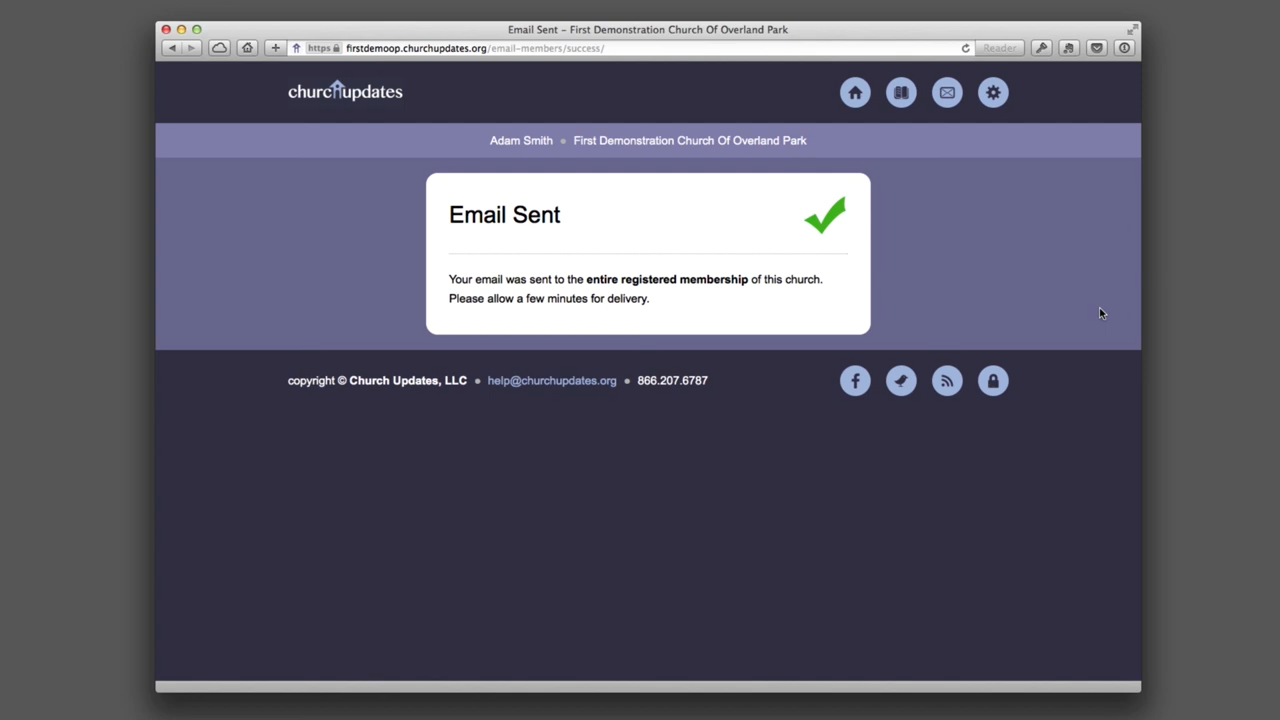 Email Sent – First Demonstration Church Of Overland Park
https firstdemoop.churchupdates.org/email-members/success/ Reader
churchupdates
Adam Smith • First Demonstration Church Of Overland Park
Email Sent
Your email was sent to the entire registered membership of this church.
Please allow a few minutes for delivery.
copyright © Church Updates, LLC • help@churchupdates.org • 866.207.6787